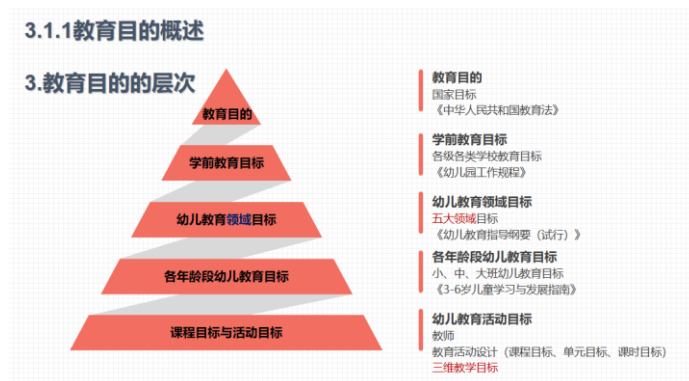 3.1.1教育目的概述
3.教育目的的层次
教育目的
学前教育目标
幼儿教育领域目标
各年龄段幼儿教育目标
课程目标与活动目标
教育目的
国家目标
《中华人民共和国教育法》
学前教育目标
各级各类学校教育目标
《幼儿园工作规程》
幼儿教育领域目标
五大领域目标
《幼儿教育指导纲要（试行）》
各年龄段幼儿教育目标
小、中、大班幼儿教育目标
《3-6岁儿童学习与发展指南》
幼儿教育活动目标
教师
教育活动设计（课程目标、单元目标、课时目标）
三维教学目标